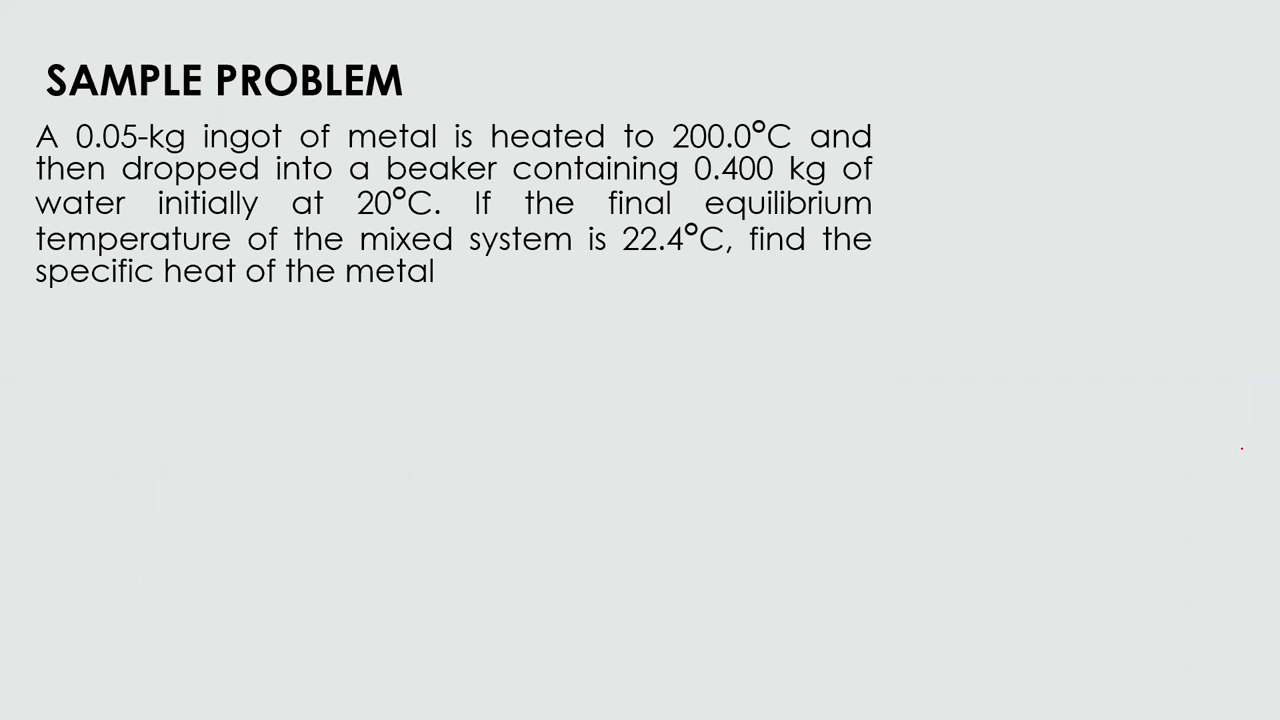 SAMPLE PROBLEM
A 0.05-kg ingot of metal is heated to 200.0°C and
then dropped into a beaker containing 0.400 kg of
water initially at 20°C. If the final equilibrium
temperature of the mixed system is 22.4°C, find the
specific heat of the metal